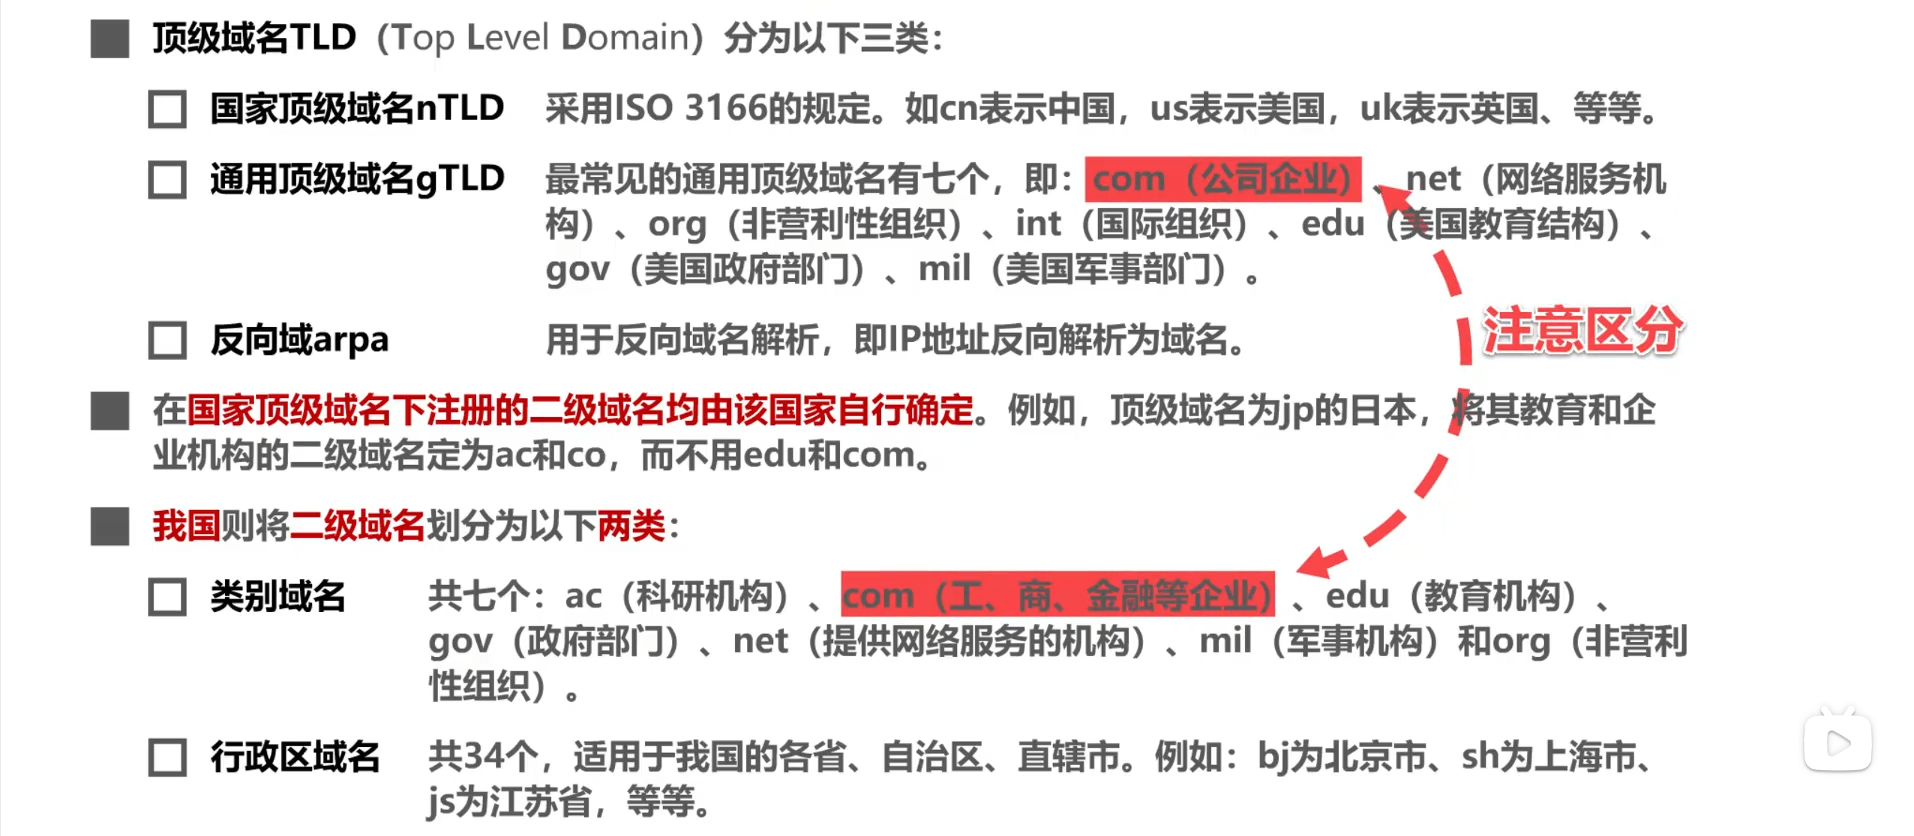 顶级域名TLD（Top Level Domain）分为以下三类：
国家顶级域名nTLD 采用ISO 3166的规定。如cn表示中国，us表示美国，uk表示英国、等等。
通用顶级域名gTLD 最常见的通用顶级域名有七个，即：com（公司企业）、net（网络服务机
构）、org（非营利性组织）、int（国际组织）、edu（美国教育结构）、
gov（美国政府部门）、mil（美国军事部门）。
注意区分
反向域arpa 用于反向域名解析，即IP地址反向解析为域名。
在国家顶级域名下注册的二级域名均由该国家自行确定。例如，顶级域名为jp的日本，将其教育和企
业机构的二级域名定为ac和co，而不用edu和com。
我国则将二级域名划分为以下两类：
类别域名 共七个：ac（科研机构）、com（工、商、金融等企业）、edu（教育机构）、
gov（政府部门）、net（提供网络服务的机构）、mil（军事机构）和org（非营利
性组织）。
行政区域名 共34个，适用于我国的各省、自治区、直辖市。例如：bj为北京市、sh为上海市、
js为江苏省，等等。